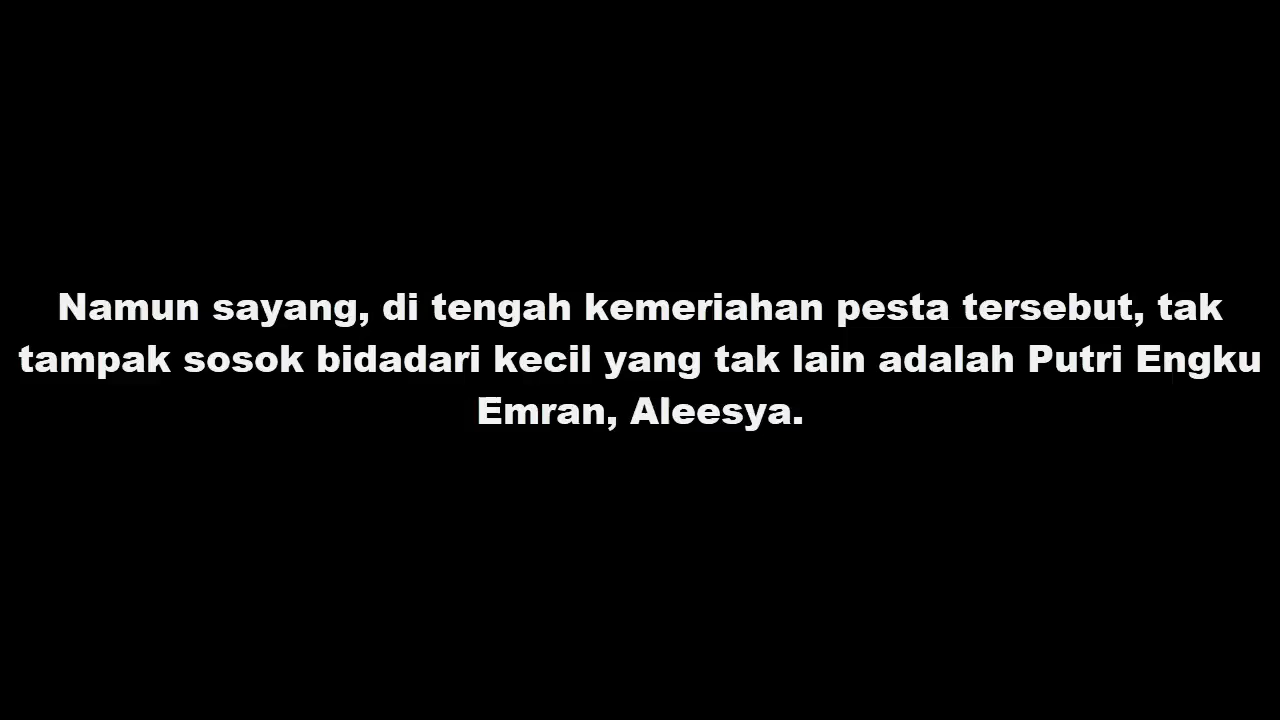 Namun sayang, di tengah kemeriahan pesta tersebut, tak
tampak sosok bidadari kecil yang tak lain adalah Putri Engku
Emran, Aleesya.